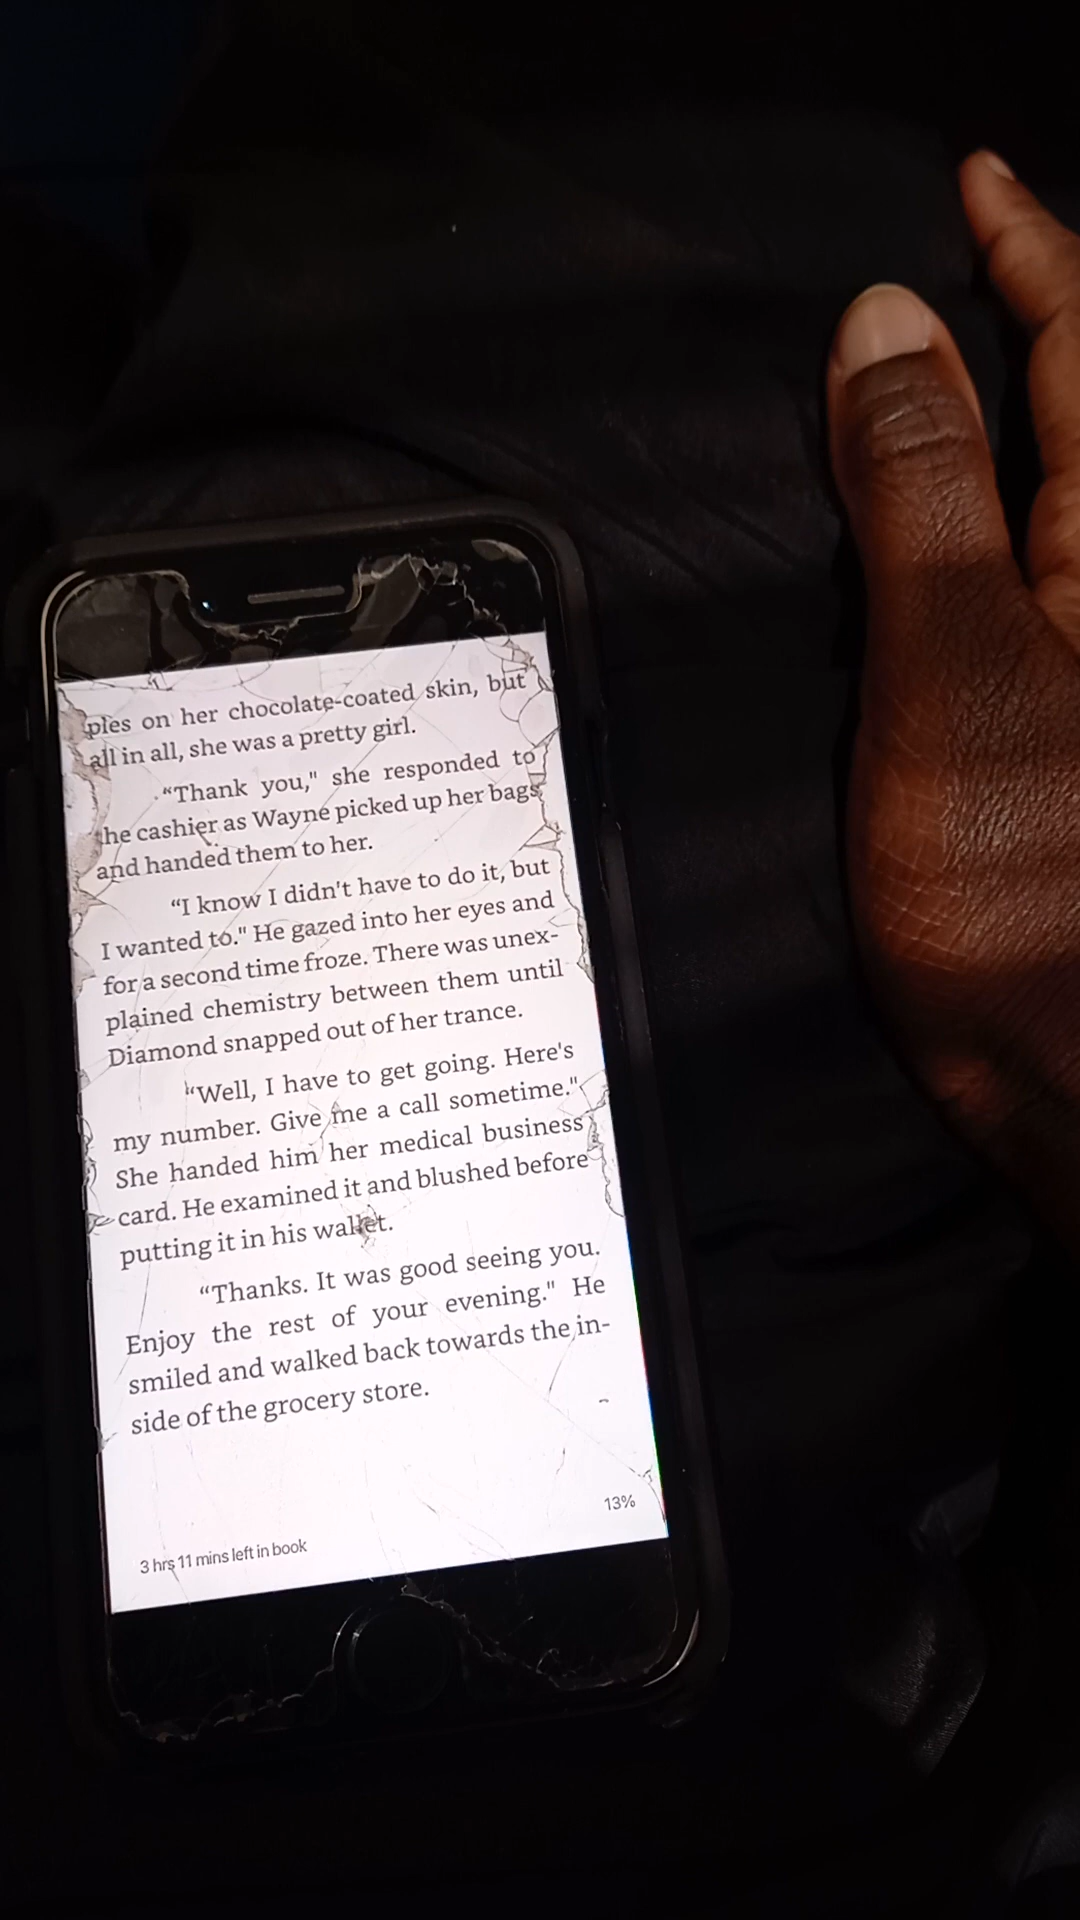 ples on her chocolate-coated skin, but
all in all, she was a pretty girl.
“Thank you," she responded to
the cashier as Wayne picked up her bags
and handed them to her.
“I know I didn't have to do it, but
I wanted to." He gazed into her eyes and
for a second time froze. There was unex-
plained chemistry between them until
Diamond snapped out of her trance.
“Well, I have to get going. Here's
my number. Give me a call sometime."
She handed him her medical business
card. He examined it and blushed before
putting it in his wallet.
“Thanks. It was good seeing you.
Enjoy the rest of your evening." He
smiled and walked back towards the in-
side of the grocery store.
3 hrs 11 mins left in book
13%